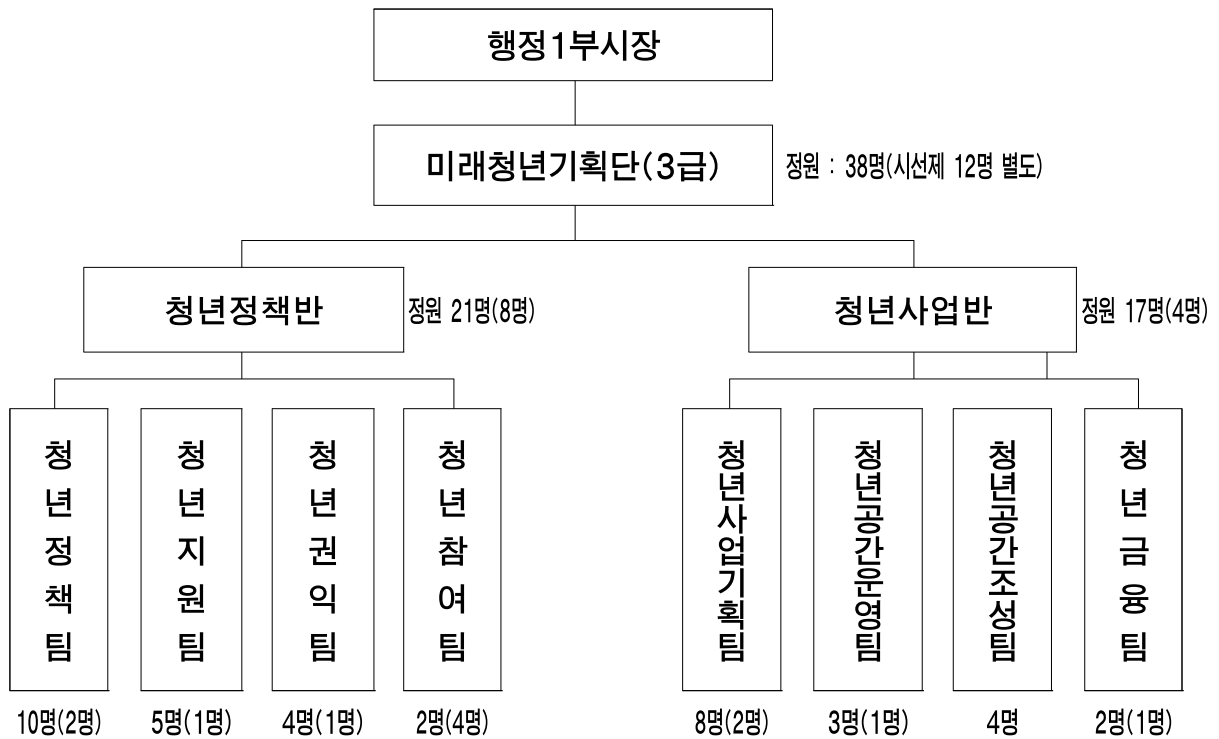 행정1부시장
미래청년기획단(3급)
정원 : 38명(시선제 12명 별도)
청년정책반
정원 21명(8명)
청년사업반
정원 17명(4명)
청년정책팀
청년지원팀
청년권익팀
청년참여팀
청년사업기획팀
청년공간운영팀
청년공간조성팀
청년금융팀
10명(2명)
5명(1명)
4명(1명)
2명(4명)
8명(2명)
3명(1명)
4명
2명(1명)